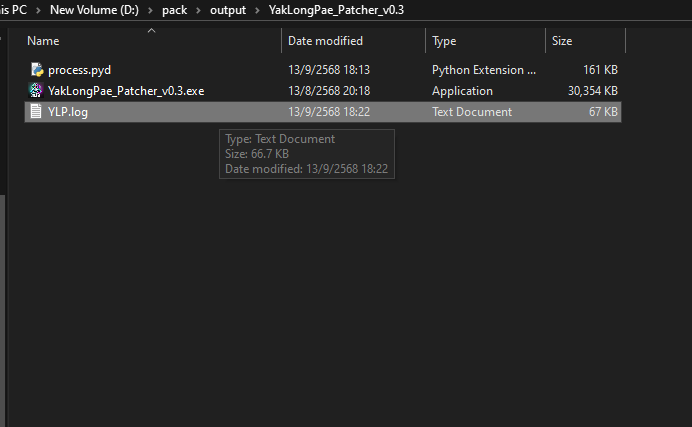 is PC > New Volume (D:) > pack > output > YakLongPae_Patcher_v0.3
Name Date modified Type Size
process.pyd 13/9/2568 18:13 Python Extension ... 161 KB
YakLongPae_Patcher_v0.3.exe 13/8/2568 20:18 Application 30,354 KB
YLP.log 13/9/2568 18:22 Text Document 67 KB
Type: Text Document
Size: 66.7 KB
Date modified: 13/9/2568 18:22